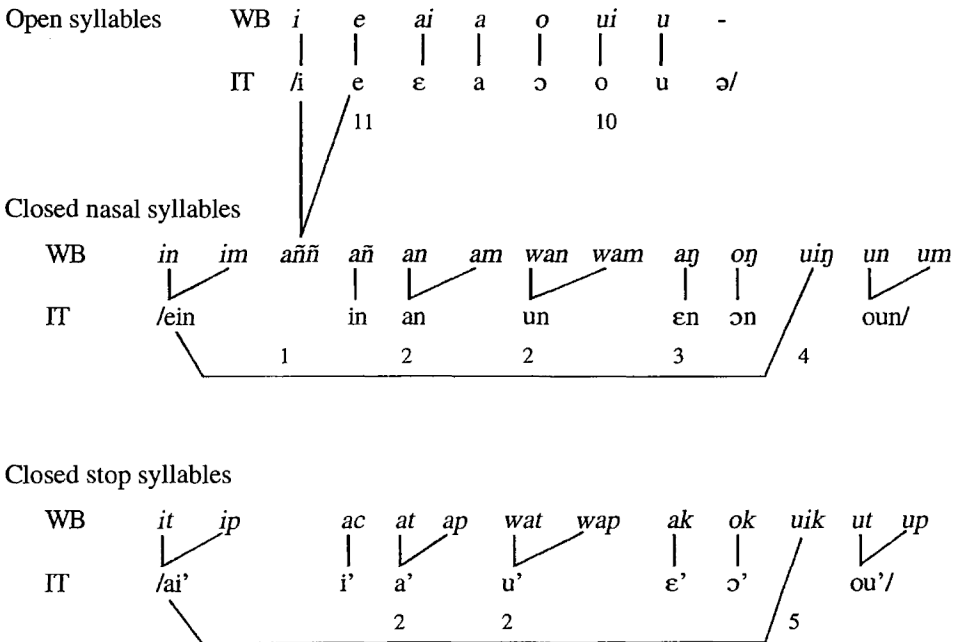 Open syllables WB i e ai a o ui u -
IT /i e ɛ a ɔ o u ə/
11 10
Closed nasal syllables
WB in im aññ añ an am wan wam aŋ oŋ uiŋ un um
IT /ein in an un ɛn ɔn oun/
1 2 2 3 4
Closed stop syllables
WB it ip ac at ap wat wap ak ok uik ut up
IT /ai’ i’ a’ u’ ɛ’ ɔ’ ou’/
2 2 5